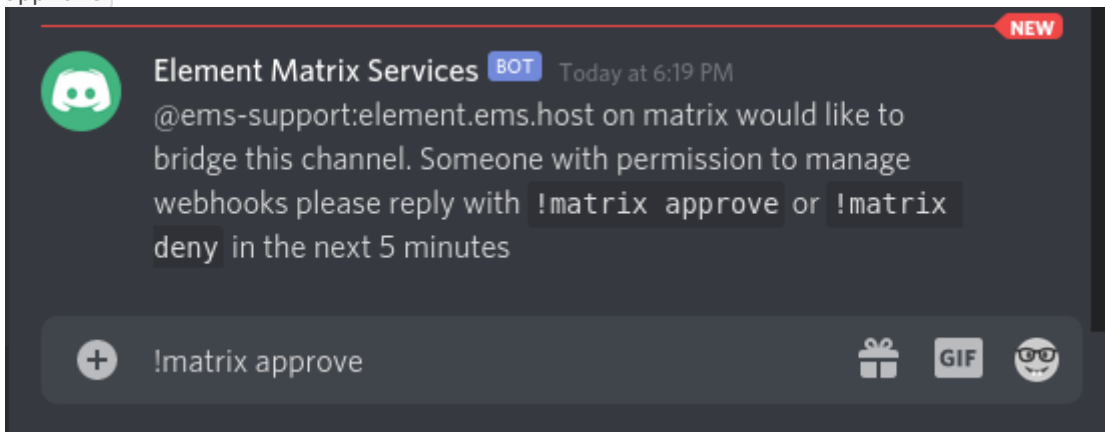 NEW
Element Matrix Services BOT Today at 6:19 PM
@ems-support:element.ems.host on matrix would like to
bridge this channel. Someone with permission to manage
webhooks please reply with !matrix approve or !matrix
deny in the next 5 minutes
!matrix approve
GIF